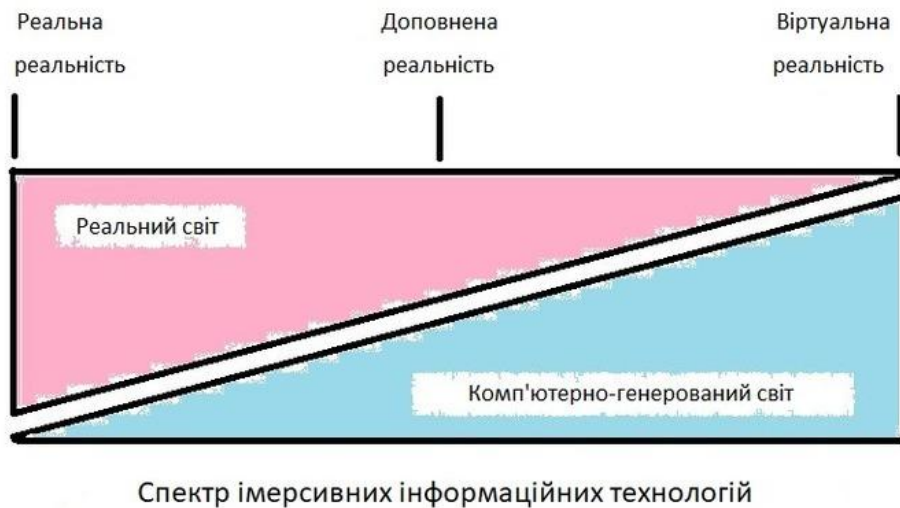 Реальна
реальність
Доповнена
реальність
Віртуальна
реальність
Реальний світ
Комп'ютерно-генерований світ
Спектр імерсивних інформаційних технологій